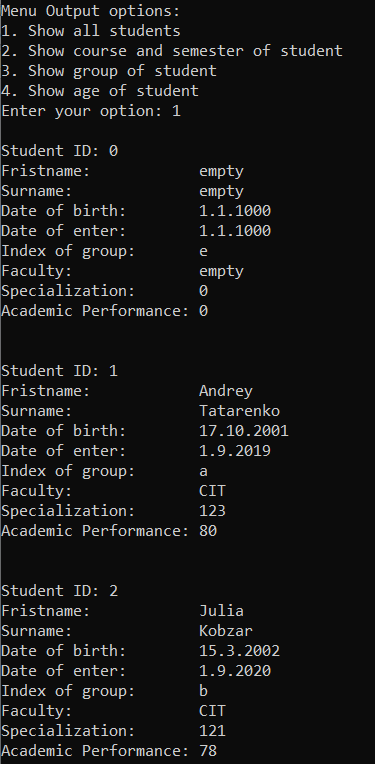 Menu Output options:
1. Show all students
2. Show course and semester of student
3. Show group of student
4. Show age of student
Enter your option: 1
Student ID: 0
Fristname: empty
Surname: empty
Date of birth: 1.1.1000
Date of enter: 1.1.1000
Index of group: e
Faculty: empty
Specialization: 0
Academic Performance: 0
Student ID: 1
Fristname: Andrey
Surname: Tatarenko
Date of birth: 17.10.2001
Date of enter: 1.9.2019
Index of group: a
Faculty: CIT
Specialization: 123
Academic Performance: 80
Student ID: 2
Fristname: Julia
Surname: Kobzar
Date of birth: 15.3.2002
Date of enter: 1.9.2020
Index of group: b
Faculty: CIT
Specialization: 121
Academic Performance: 78